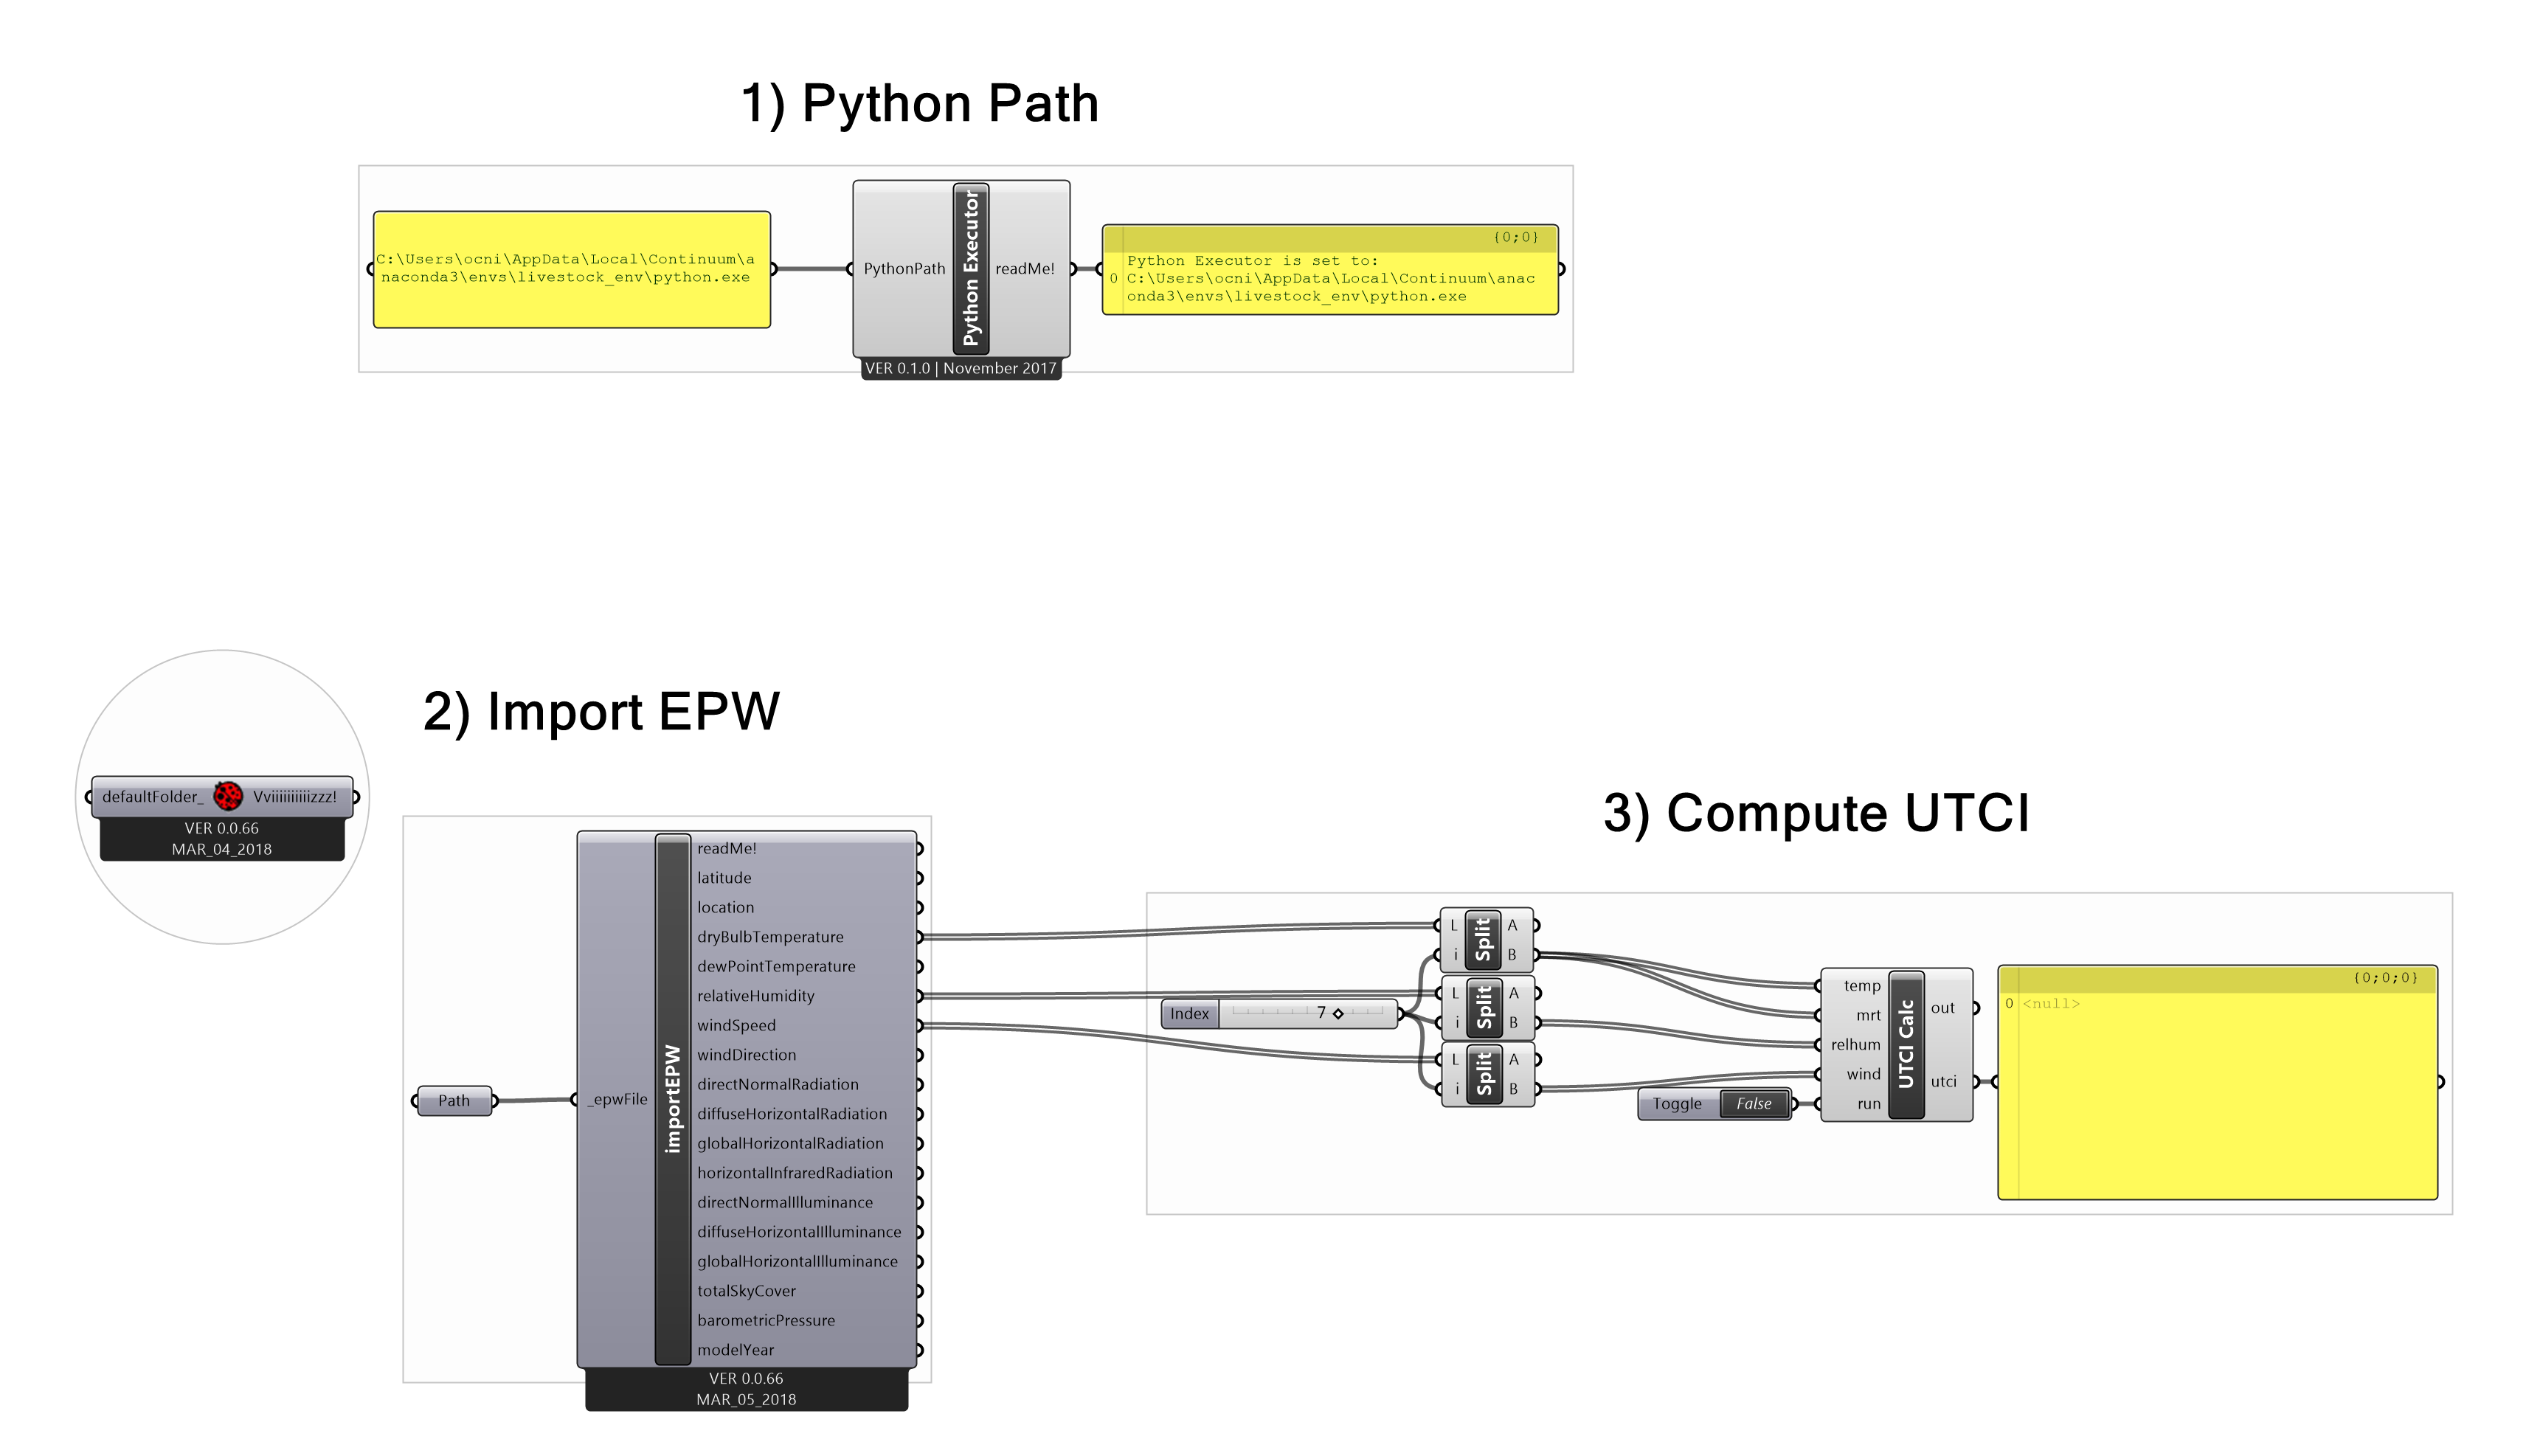 1) Python Path
C:\Users\ocni\AppData\Local\Continuum\a
naconda3\envs\livestock_env\python.exe
PythonPath
Python Executor
readMe!
VER 0.1.0 | November 2017
{0;0}
Python Executor is set to:
0 C:\Users\ocni\AppData\Local\Continuum\anac
onda3\envs\livestock_env\python.exe
defaultFolder_
Vviiiiiiiiiizzz!
VER 0.0.66
MAR_04_2018
2) Import EPW
Path
_epwFile
importEPW
readMe!
latitude
location
dryBulbTemperature
dewPointTemperature
relativeHumidity
windSpeed
windDirection
directNormalRadiation
diffuseHorizontalRadiation
globalHorizontalRadiation
horizontalInfraredRadiation
directNormalIlluminance
diffuseHorizontalIlluminance
globalHorizontalIlluminance
totalSkyCover
barometricPressure
modelYear
VER 0.0.66
MAR_05_2018
3) Compute UTCI
Index
7
L
i
Split
A
B
L
i
Split
A
B
L
i
Split
A
B
Toggle
False
temp
mrt
relhum
wind
run
UTCI Calc
out
utci
{0;0;0}
0 <null>